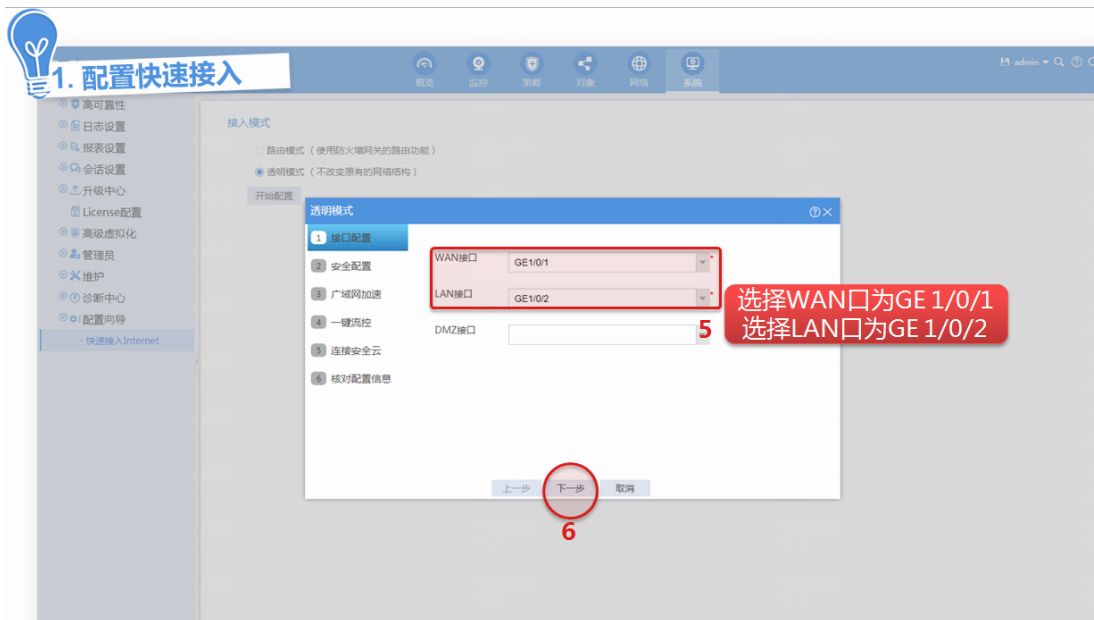 1. 配置快速接入
概览 监控 策略 对象 网络 系统
admin
高可靠性
日志设置
报表设置
会话设置
升级中心
License配置
高级虚拟化
管理员
维护
诊断中心
配置向导
· 快速接入Internet
接入模式
路由模式（使用防火墙网关的路由功能）
透明模式（不改变原有的网络结构）
开始配置
透明模式
1 接口配置
2 安全配置
3 广域网加速
4 一键流控
5 连接安全云
6 核对配置信息
WAN接口 GE1/0/1 *
LAN接口 GE1/0/2 *
DMZ接口
5
选择WAN口为GE 1/0/1
选择LAN口为GE 1/0/2
上一步 下一步 取消
6